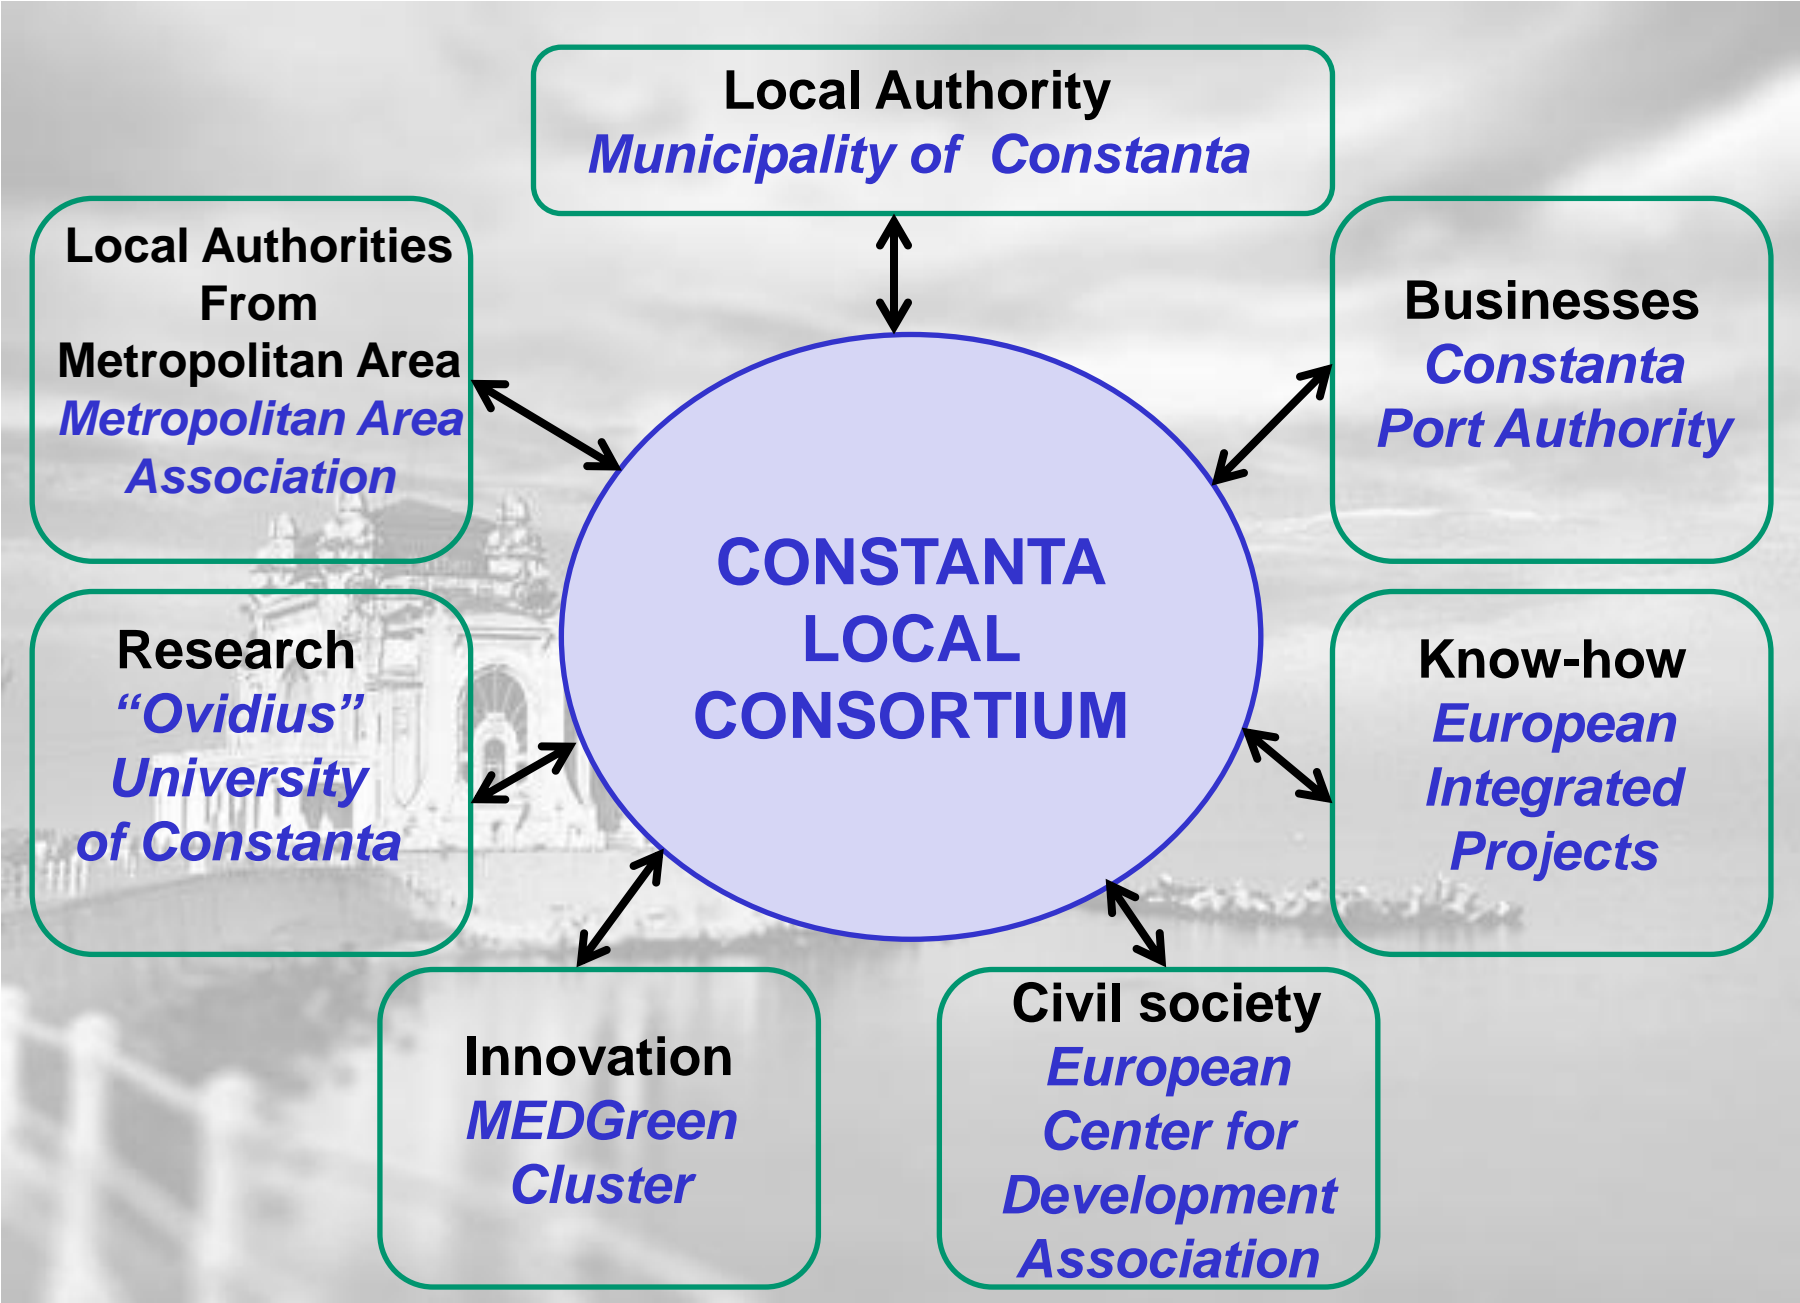 Local Authority
Municipality of Constanta
Local Authorities
From
Metropolitan Area
Metropolitan Area
Association
Businesses
Constanta
Port Authority
CONSTANTA
LOCAL
CONSORTIUM
Research
“Ovidius”
University
of Constanta
Know-how
European
Integrated
Projects
Innovation
MEDGreen
Cluster
Civil society
European
Center for
Development
Association